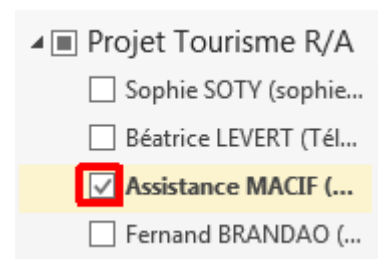 Projet Tourisme R/A
Sophie SOTY (sophie...
Béatrice LEVERT (Tél...
Assistance MACIF (...
Fernand BRANDAO (...